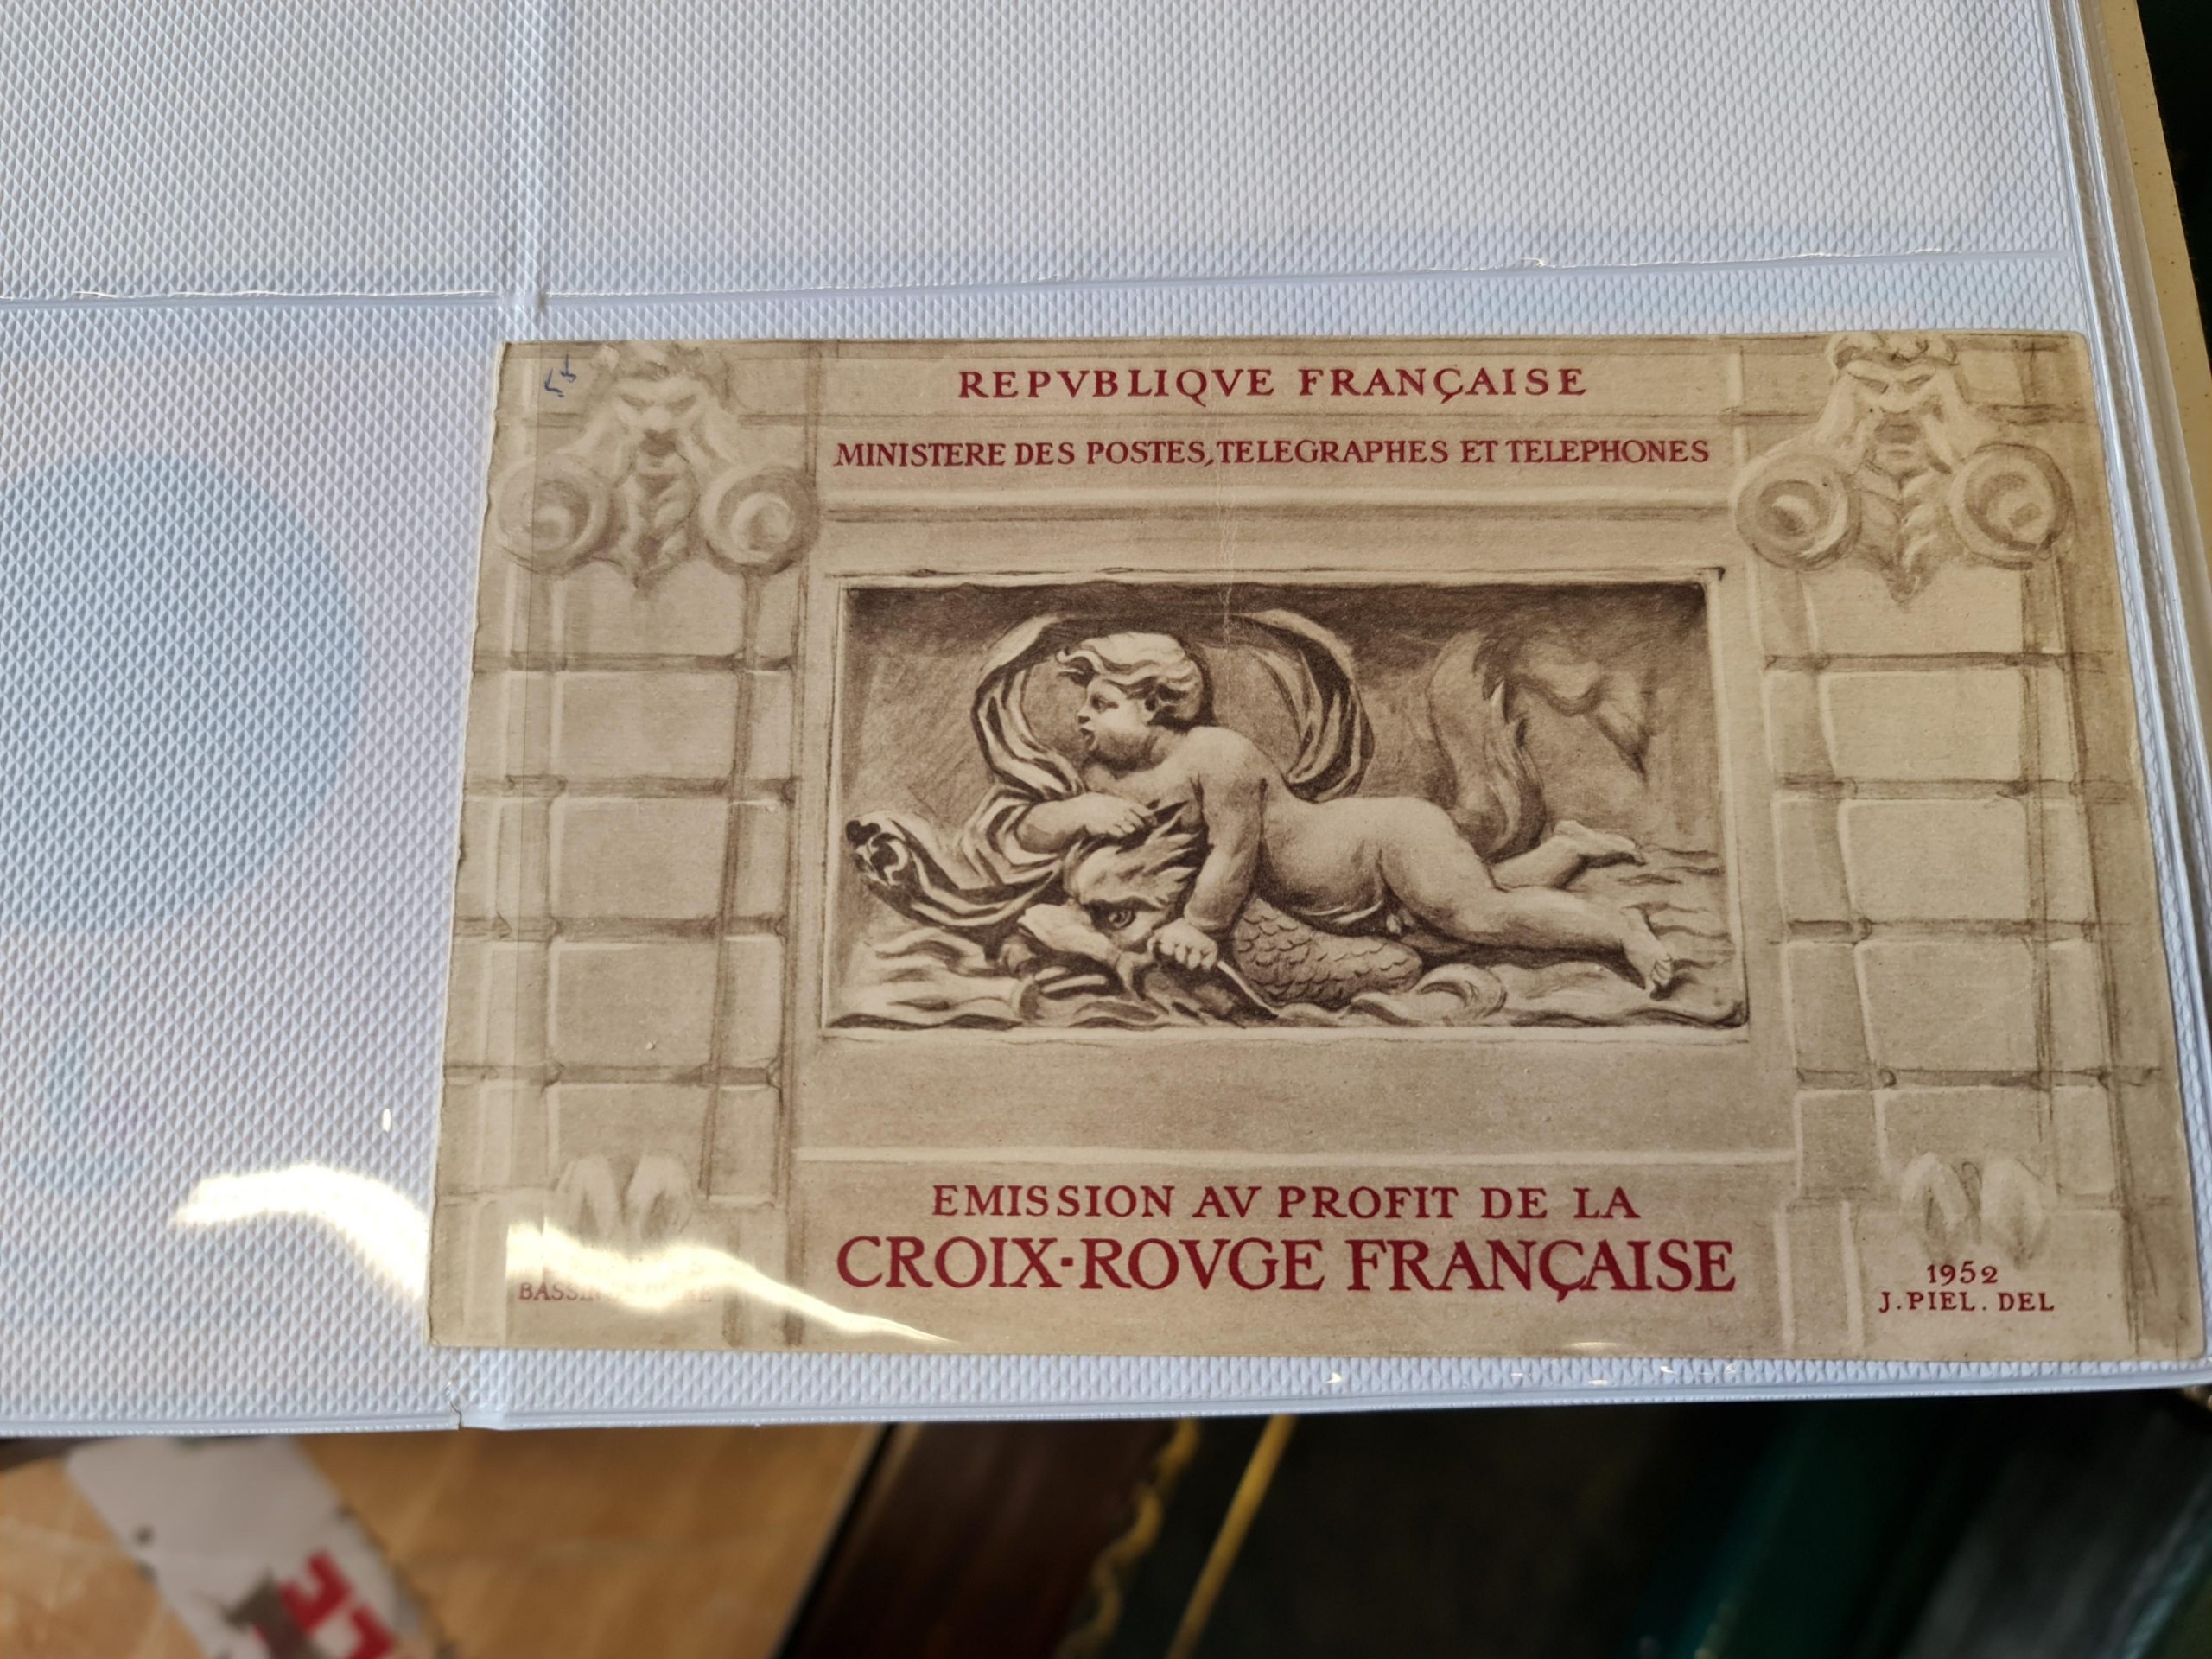 REPVBLIQVE FRANÇAISE
MINISTERE DES POSTES, TELEGRAPHES ET TELEPHONES
EMISSION AV PROFIT DE LA
CROIX-ROVGE FRANÇAISE
1952
J. PIEL. DEL